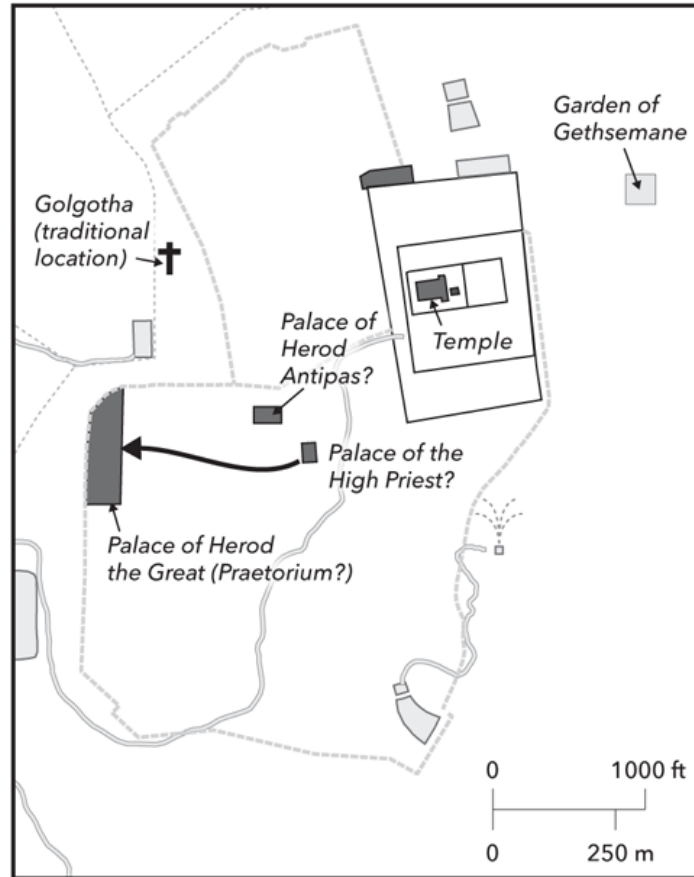 Garden of
Gethsemane
Golgotha
(traditional
location)
Palace of
Herod
Antipas?
Temple
Palace of the
High Priest?
Palace of Herod
the Great (Praetorium?)
0 1000 ft
0 250 m